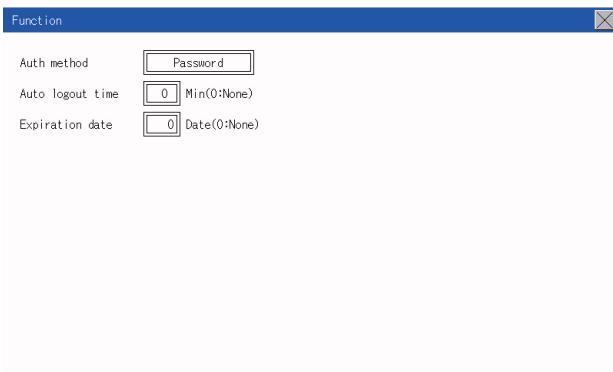 Function
Auth method Password
Auto logout time 0 Min(0:None)
Expiration date 0 Date(0:None)